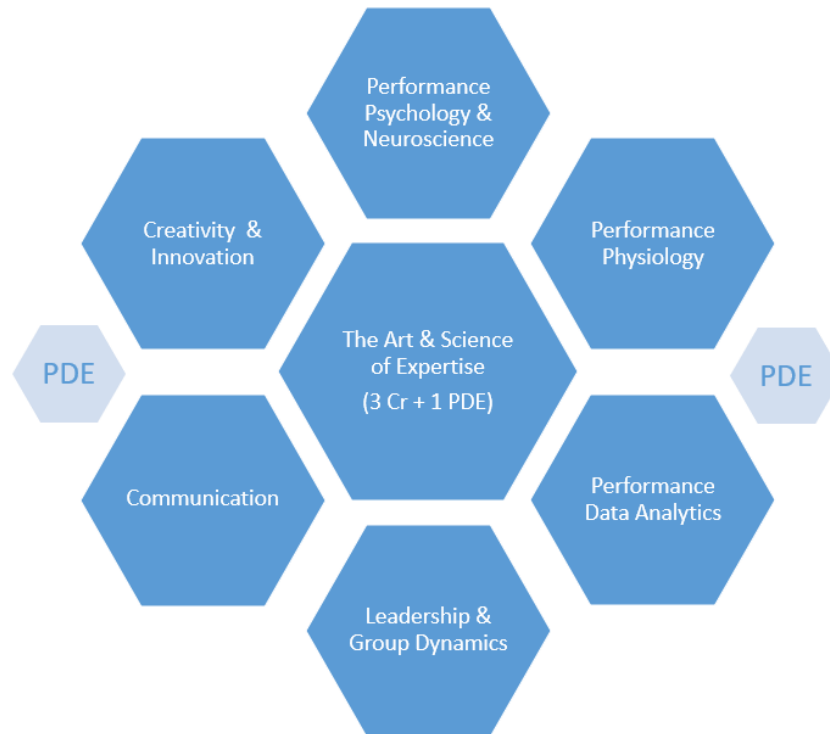 Performance
Psychology &
Neuroscience
Creativity &
Innovation
Performance
Physiology
The Art & Science
of Expertise
(3 Cr + 1 PDE)
PDE
PDE
Communication
Performance
Data Analytics
Leadership &
Group Dynamics